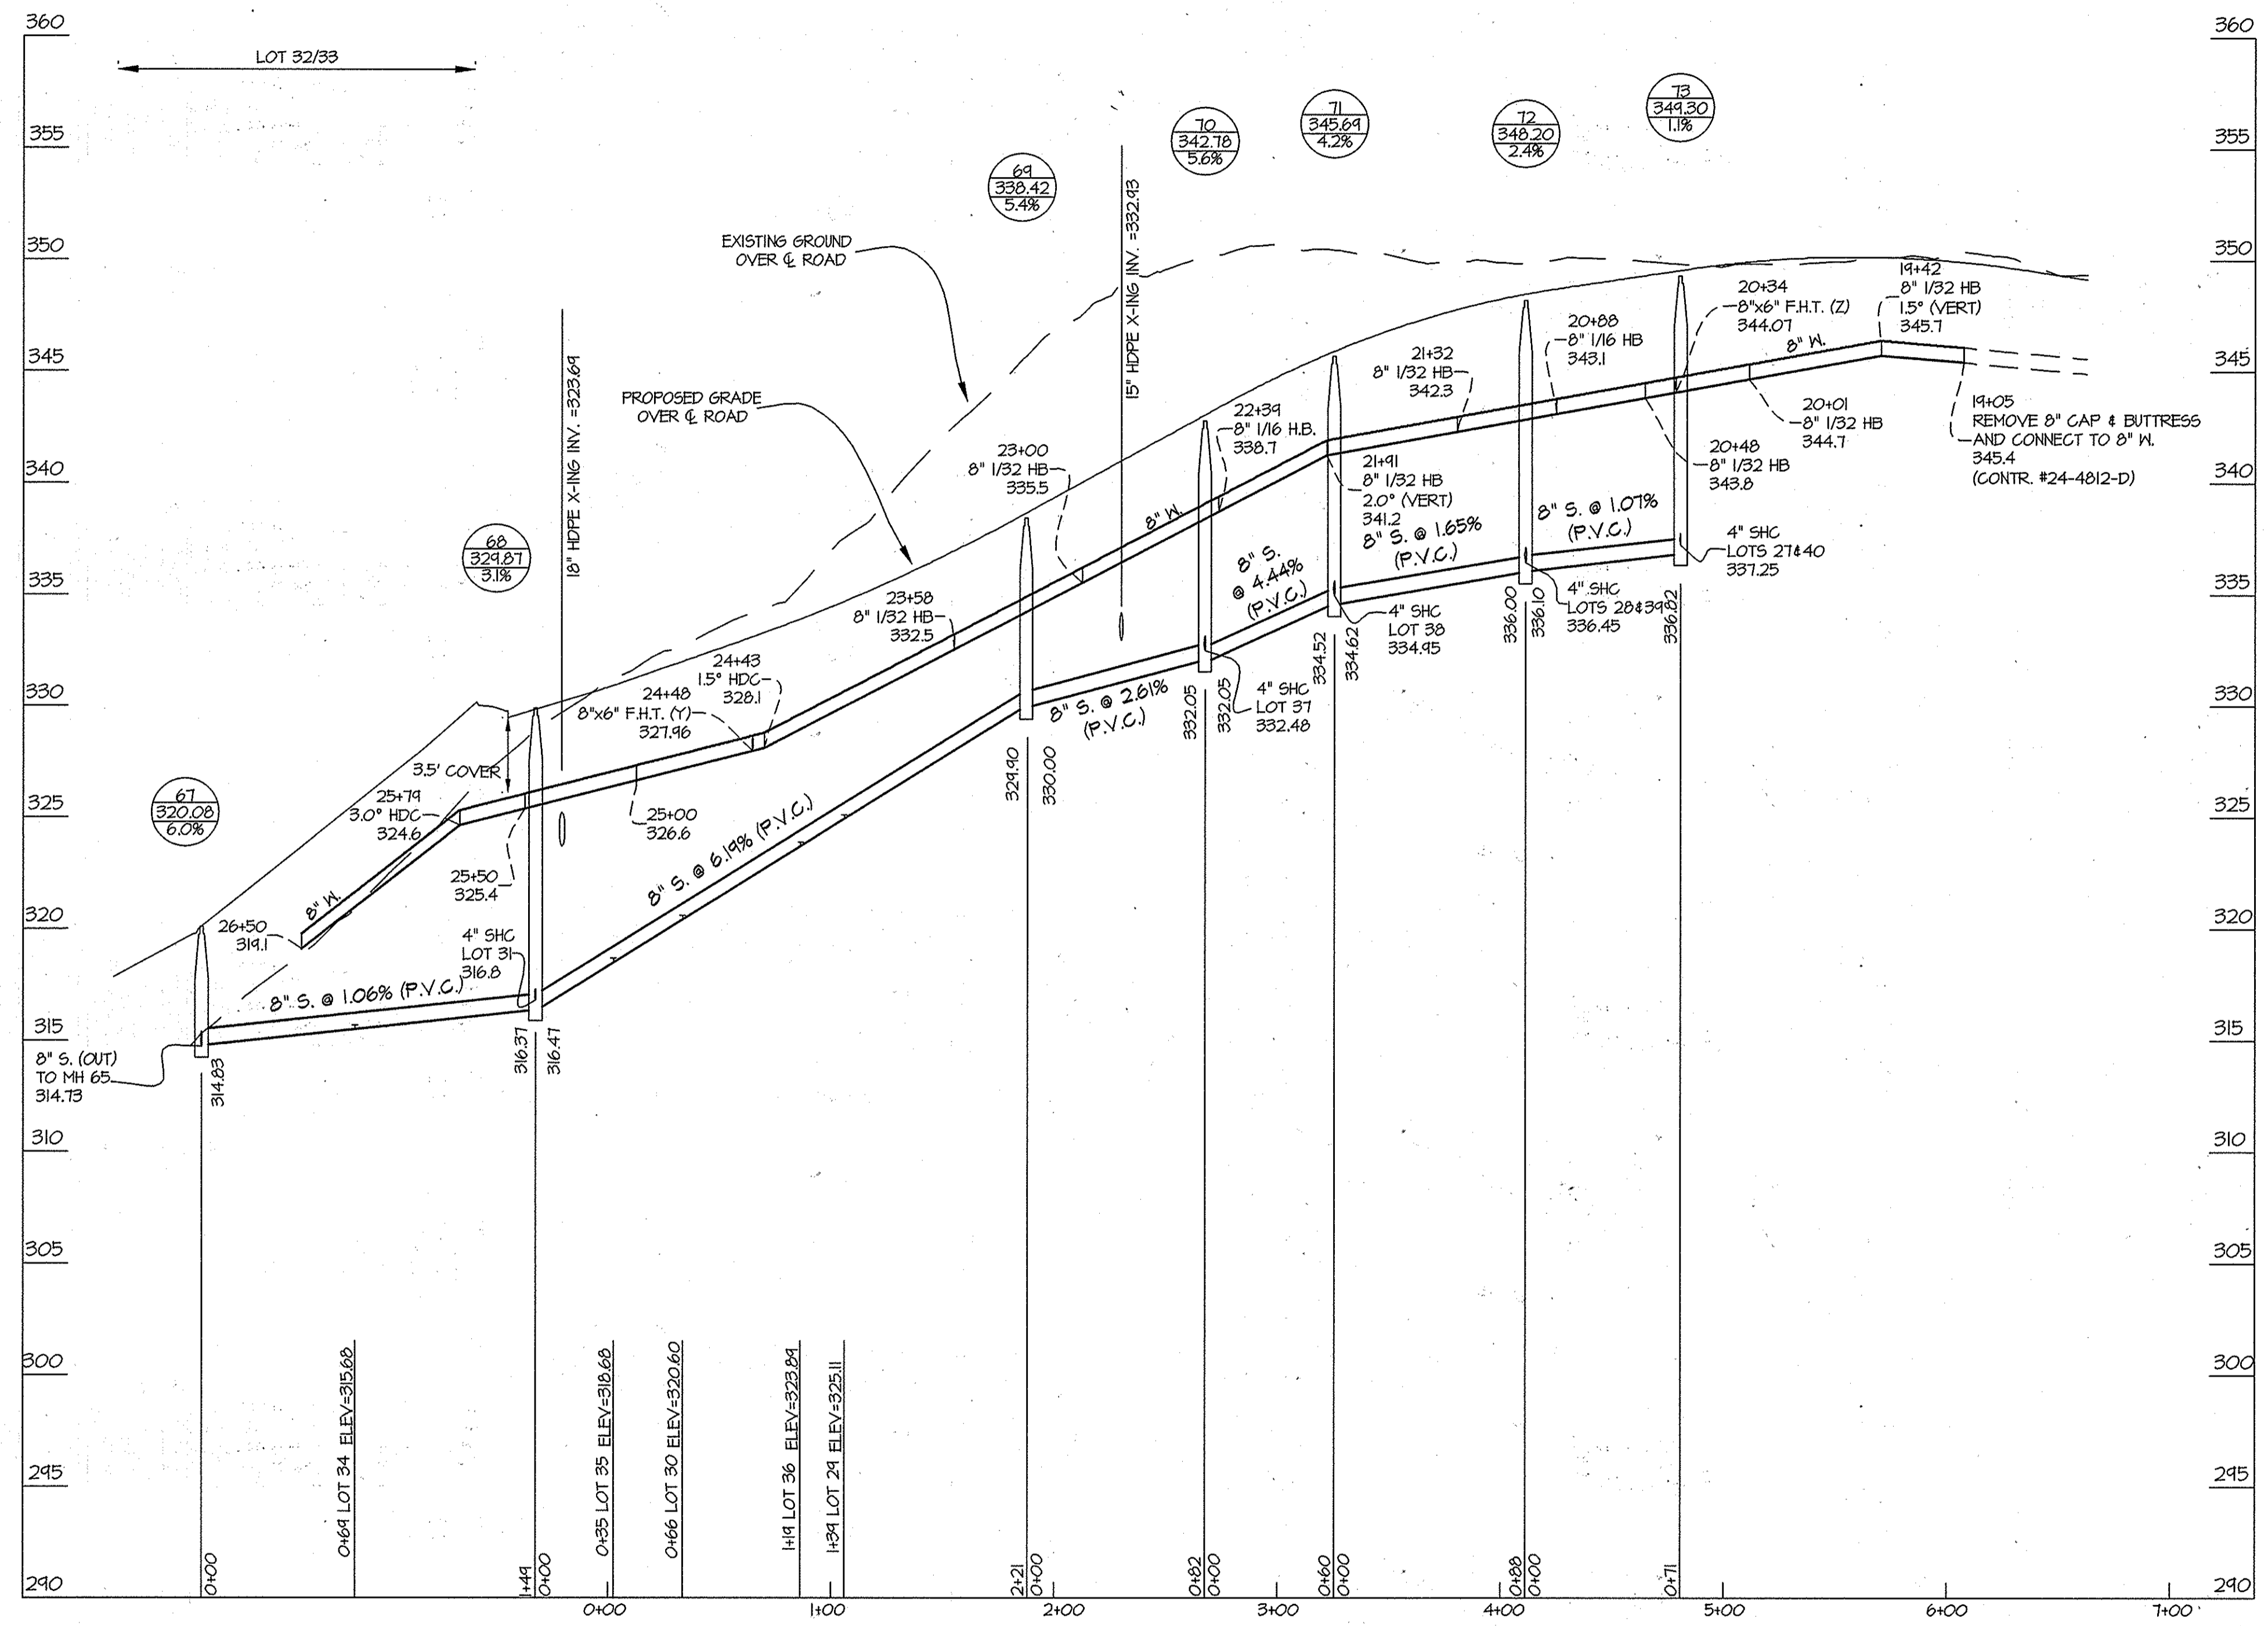 360
360
LOT 32/33
355
355
350
350
345
345
340
340
335
335
330
330
325
325
320
320
315
315
310
310
305
305
300
300
295
295
290
290
67
320.08
6.0%
68
329.87
3.1%
69
338.42
5.4%
70
342.78
5.6%
71
345.69
4.2%
72
348.20
2.4%
73
349.30
1.1%
EXISTING GROUND
OVER ℄ ROAD
PROPOSED GRADE
OVER ℄ ROAD
18" HDPE X-ING INV. =323.69
15" HDPE X-ING INV. =332.93
3.5' COVER
26+50
319.1
8" W.
25+79
3.0° HDC
324.6
25+50
325.4
25+00
326.6
24+48
8"x6" F.H.T. (Y)
327.96
24+43
1.5° HDC
328.1
23+58
8" 1/32 HB
332.5
23+00
8" 1/32 HB
335.5
8" W.
22+39
8" 1/16 H.B.
338.7
21+91
8" 1/32 HB
2.0° (VERT)
341.2
21+32
8" 1/32 HB
342.3
20+88
8" 1/16 HB
343.1
20+48
8" 1/32 HB
343.8
20+34
8"x6" F.H.T. (Z)
344.07
20+01
8" 1/32 HB
344.7
8" W.
19+42
8" 1/32 HB
1.5° (VERT)
345.7
19+05
REMOVE 8" CAP & BUTTRESS
AND CONNECT TO 8" W.
345.4
(CONTR. #24-4812-D)
8" S. (OUT)
TO MH 65
314.73
314.83
8" S. @ 1.06% (P.V.C.)
4" SHC
LOT 31
316.8
316.37
316.47
8" S. @ 6.19% (P.V.C.)
329.90
330.00
8" S. @ 2.61%
(P.V.C.)
332.05
332.05
4" SHC
LOT 37
332.48
8" S.
@ 4.44%
(P.V.C.)
334.52
334.62
4" SHC
LOT 38
334.95
8" S. @ 1.65%
(P.V.C.)
336.00
336.10
4" SHC
LOTS 28&39
336.45
8" S. @ 1.07%
(P.V.C.)
336.82
4" SHC
LOTS 27&40
337.25
0+69 LOT 34 ELEV=315.68
0+35 LOT 35 ELEV=318.68
0+66 LOT 30 ELEV=320.60
1+19 LOT 36 ELEV=323.89
1+39 LOT 29 ELEV=325.11
0+00
1+49
0+00
2+21
0+00
0+82
0+00
0+60
0+00
0+88
0+00
0+71
0+00
1+00
2+00
3+00
4+00
5+00
6+00
7+00